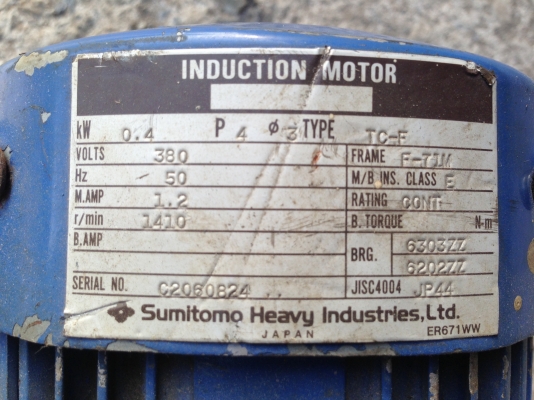 INDUCTION MOTOR
kW 0.4 P 4 ø 3 TYPE TC-F
VOLTS 380 FRAME F-71M
Hz 50 M/B INS. CLASS E
M.AMP 1.2 RATING CONT-
r/min 1410 B. TORQUE N-m
B.AMP BRG. 6303ZZ
6202ZZ
SERIAL NO. C2060824 JISC4004 JP44
Sumitomo Heavy Industries, Ltd.
JAPAN
ER671WW